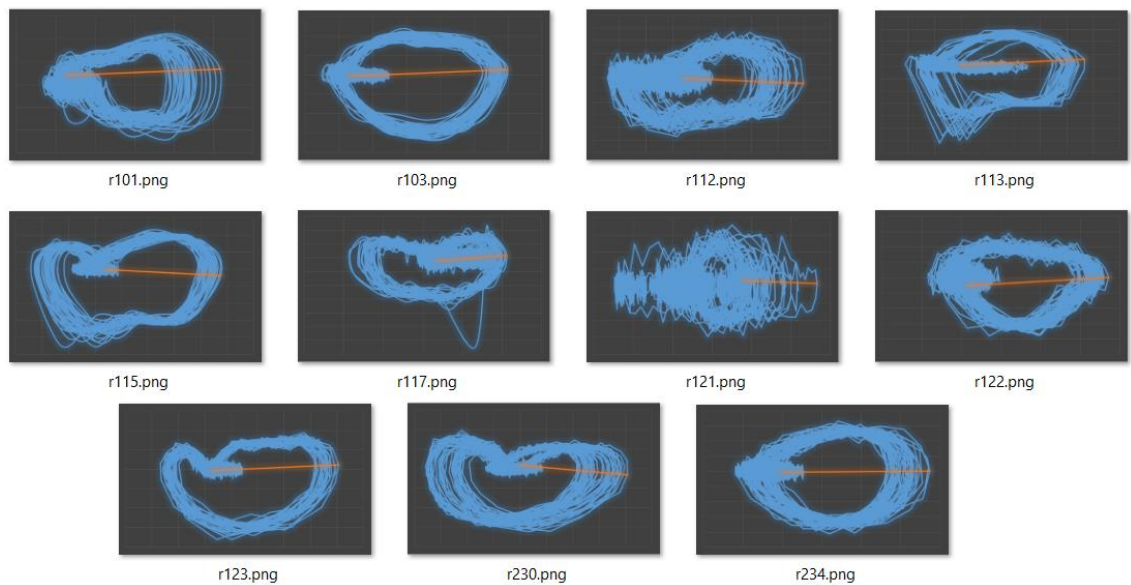 r101.png
r103.png
r112.png
r113.png
r115.png
r117.png
r121.png
r122.png
r123.png
r230.png
r234.png